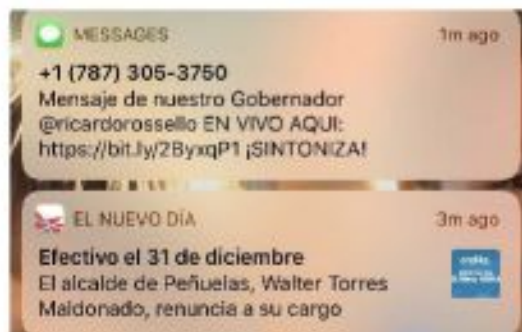 MESSAGES 1m ago
+1 (787) 305-3750
Mensaje de nuestro Gobernador
@ricardorossello EN VIVO AQUI:
https://bit.ly/2ByxqP1 ¡SINTONIZA!
EL NUEVO DÍA 3m ago
Efectivo el 31 de diciembre
El alcalde de Peñuelas, Walter Torres
Maldonado, renuncia a su cargo